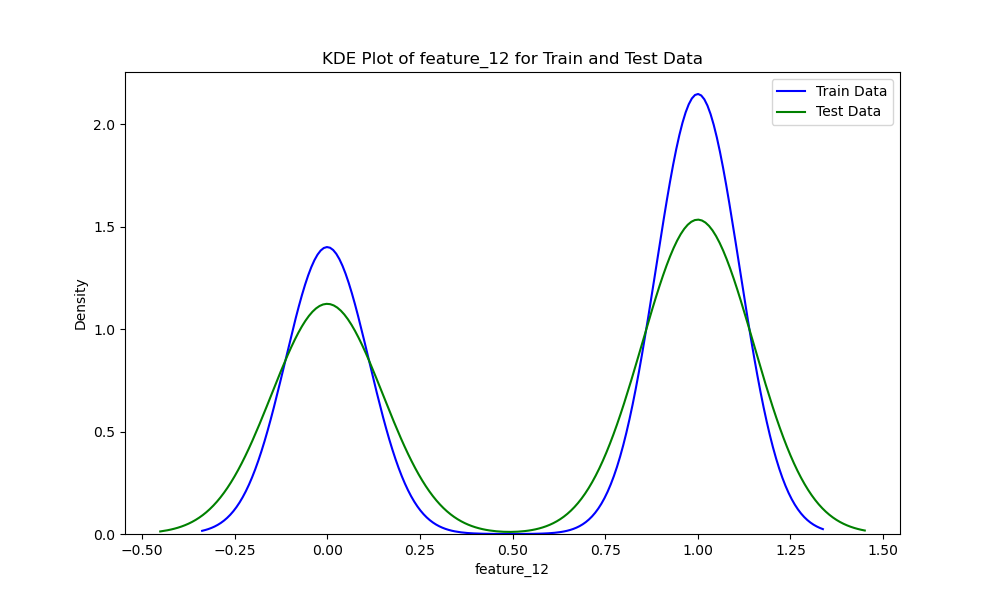 KDE Plot of feature_12 for Train and Test Data
Train Data
Test Data
Density
2.0
1.5
1.0
0.5
0.0
−0.50
−0.25
0.00
0.25
0.50
0.75
1.00
1.25
1.50
feature_12